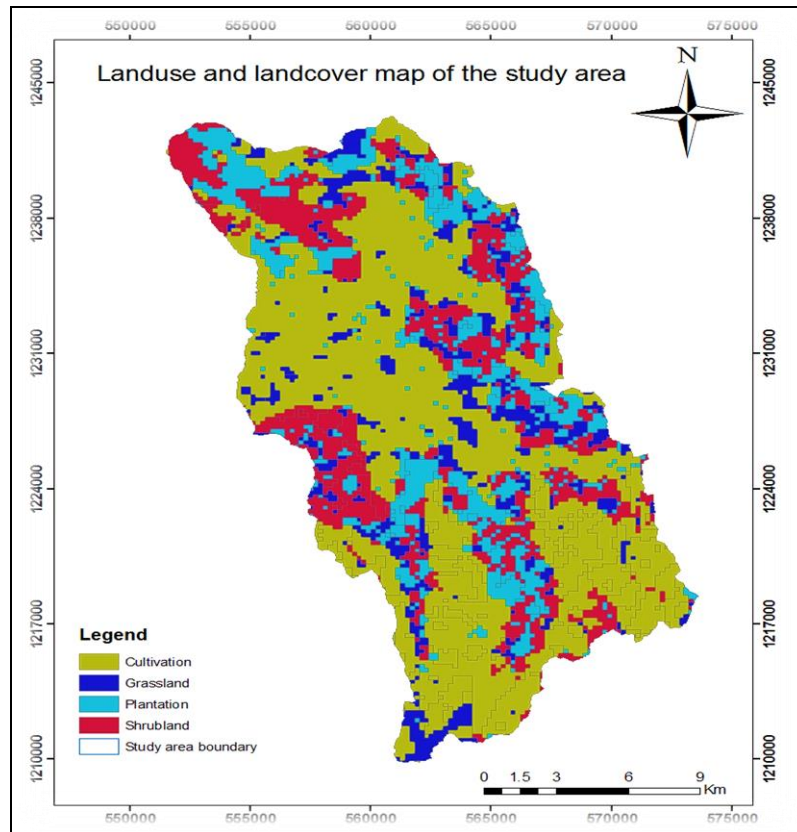 550000 555000 560000 565000 570000 575000
Landuse and landcover map of the study area
N
1245000 1245000
1238000 1238000
1231000 1231000
1224000 1224000
1217000 1217000
1210000 1210000
Legend
Cultivation
Grassland
Plantation
Shrubland
Study area boundary
0 1.5 3 6 9
Km
550000 555000 560000 565000 570000 575000